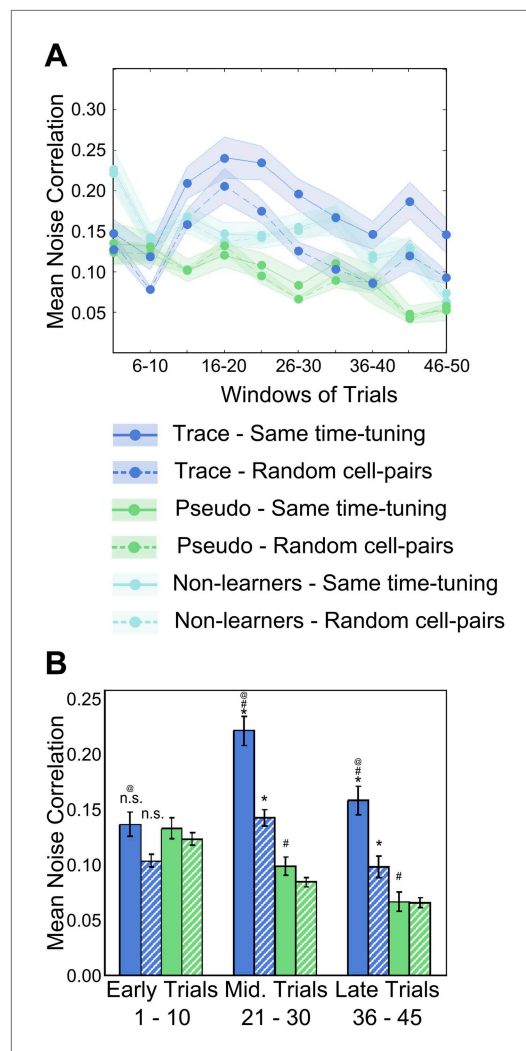 A
Mean Noise Correlation
0.30
0.25
0.20
0.15
0.10
0.05
6-10 16-20 26-30 36-40 46-50
Windows of Trials
Trace - Same time-tuning
Trace - Random cell-pairs
Pseudo - Same time-tuning
Pseudo - Random cell-pairs
Non-learners - Same time-tuning
Non-learners - Random cell-pairs
B
Mean Noise Correlation
0.25
0.20
0.15
0.10
0.05
0.00
@
n.s.
n.s.
@
#
*
*
#
@
#
*
*
#
Early Trials Mid. Trials Late Trials
1 - 10 21 - 30 36 - 45